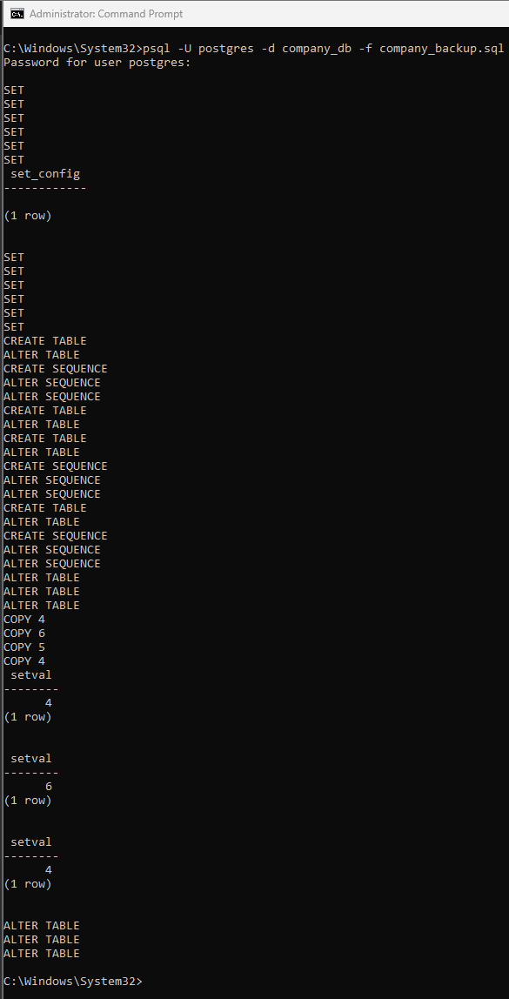 Administrator: Command Prompt
C:\Windows\System32>psql -U postgres -d company_db -f company_backup.sql
Password for user postgres:
SET
SET
SET
SET
SET
SET
set_config
------------
(1 row)
SET
SET
SET
SET
SET
SET
CREATE TABLE
ALTER TABLE
CREATE SEQUENCE
ALTER SEQUENCE
ALTER SEQUENCE
CREATE TABLE
ALTER TABLE
CREATE TABLE
ALTER TABLE
CREATE SEQUENCE
ALTER SEQUENCE
ALTER SEQUENCE
CREATE TABLE
ALTER TABLE
CREATE SEQUENCE
ALTER SEQUENCE
ALTER SEQUENCE
ALTER TABLE
ALTER TABLE
ALTER TABLE
COPY 4
COPY 6
COPY 5
COPY 4
setval
--------
4
(1 row)
setval
--------
6
(1 row)
setval
--------
4
(1 row)
ALTER TABLE
ALTER TABLE
ALTER TABLE
C:\Windows\System32>